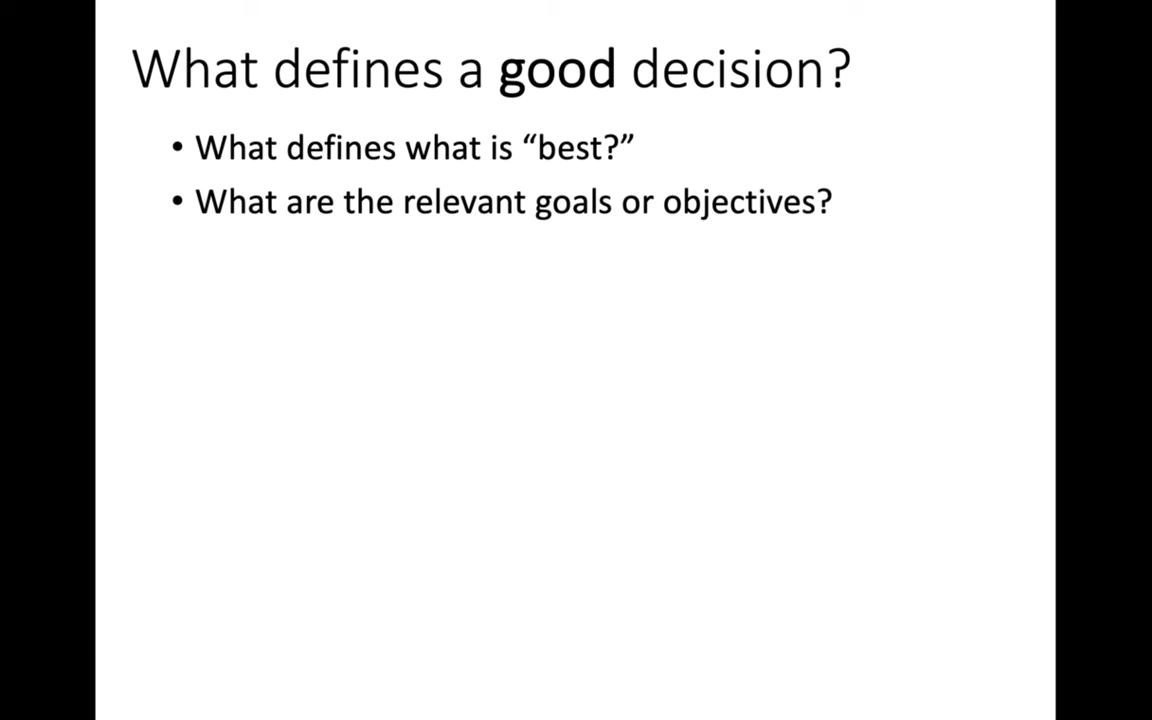 What defines a good decision?
• What defines what is “best?”
• What are the relevant goals or objectives?